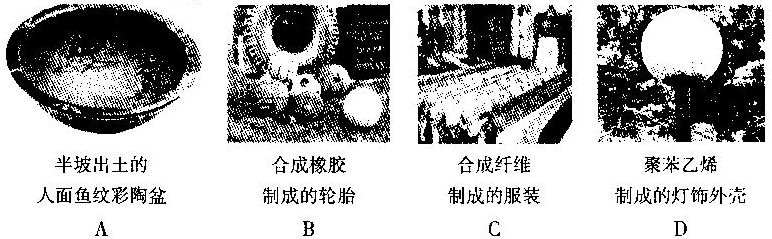 半坡出土的
人面鱼纹彩陶盆
A
合成橡胶
制成的轮胎
B
合成纤维
制成的服装
C
聚苯乙烯
制成的灯饰外壳
D